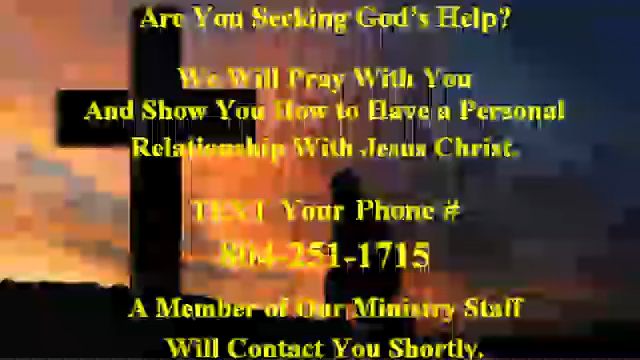 Are You Seeking God's Help?
We Will Pray With You
And Show You How to Have a Personal
Relationship With Jesus Christ.
TEXT Your Phone #
804-251-1715
A Member of Our Ministry Staff
Will Contact You Shortly.